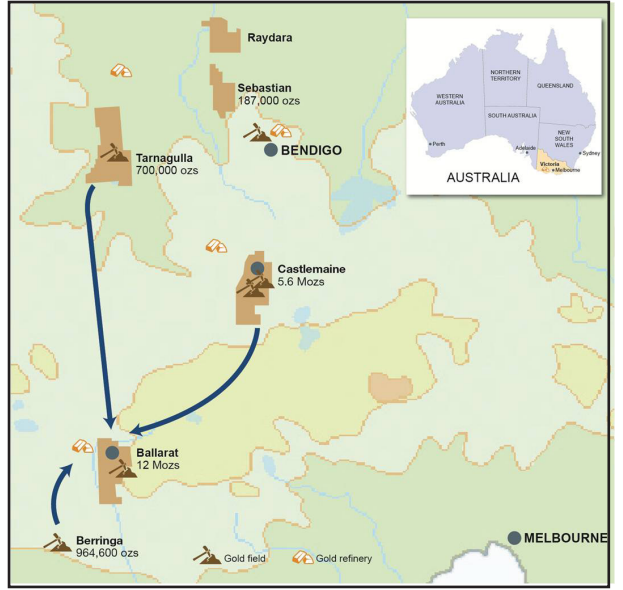 Raydara
Sebastian
187,000 ozs
BENDIGO
Tarnagulla
700,000 ozs
Castlemaine
5.6 Mozs
Ballarat
12 Mozs
Berringa
964,600 ozs
Gold field
Gold refinery
MELBOURNE
WESTERN
AUSTRALIA
NORTHERN
TERRITORY
QUEENSLAND
SOUTH AUSTRALIA
NEW
SOUTH
WALES
Perth
Adelaide
Sydney
Victoria
Melbourne
AUSTRALIA